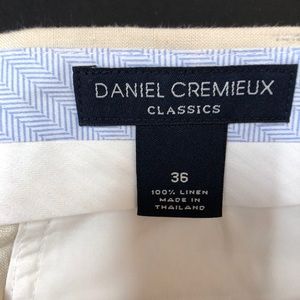 DANIEL CREMIEUX
CLASSICS
36
100% LINEN
MADE IN
THAILAND